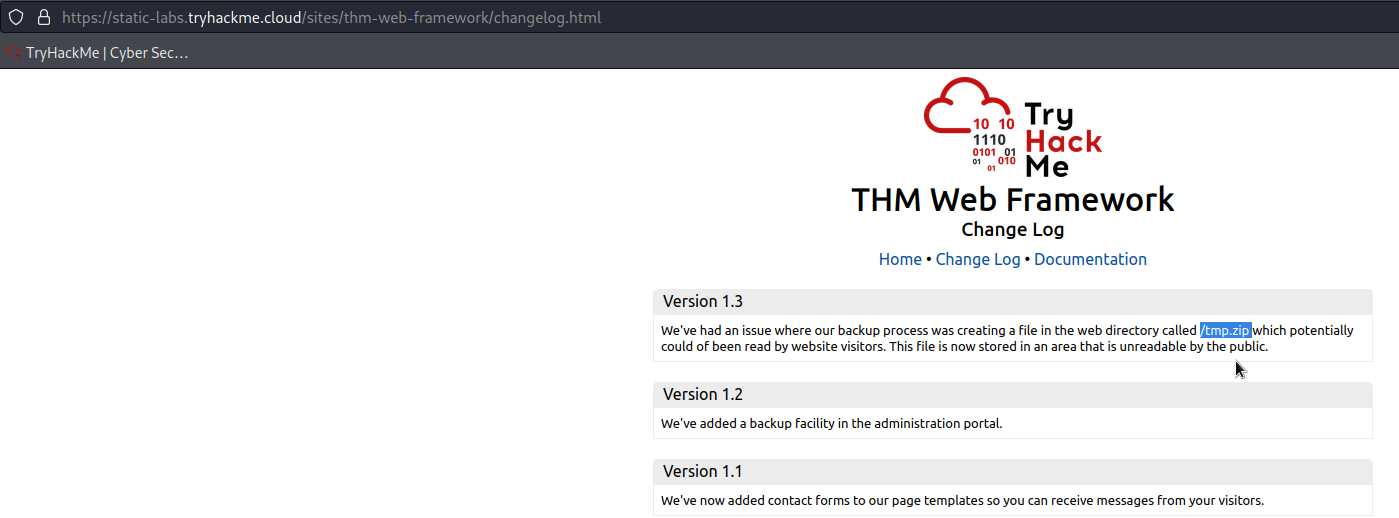 https://static-labs.tryhackme.cloud/sites/thm-web-framework/changelog.html
TryHackMe | Cyber Sec…
Try
Hack
Me
10 10
1110
0101 01
01 010
01
THM Web Framework
Change Log
Home • Change Log • Documentation
Version 1.3
We've had an issue where our backup process was creating a file in the web directory called /tmp.zip which potentially
could of been read by website visitors. This file is now stored in an area that is unreadable by the public.
Version 1.2
We've added a backup facility in the administration portal.
Version 1.1
We've now added contact forms to our page templates so you can receive messages from your visitors.